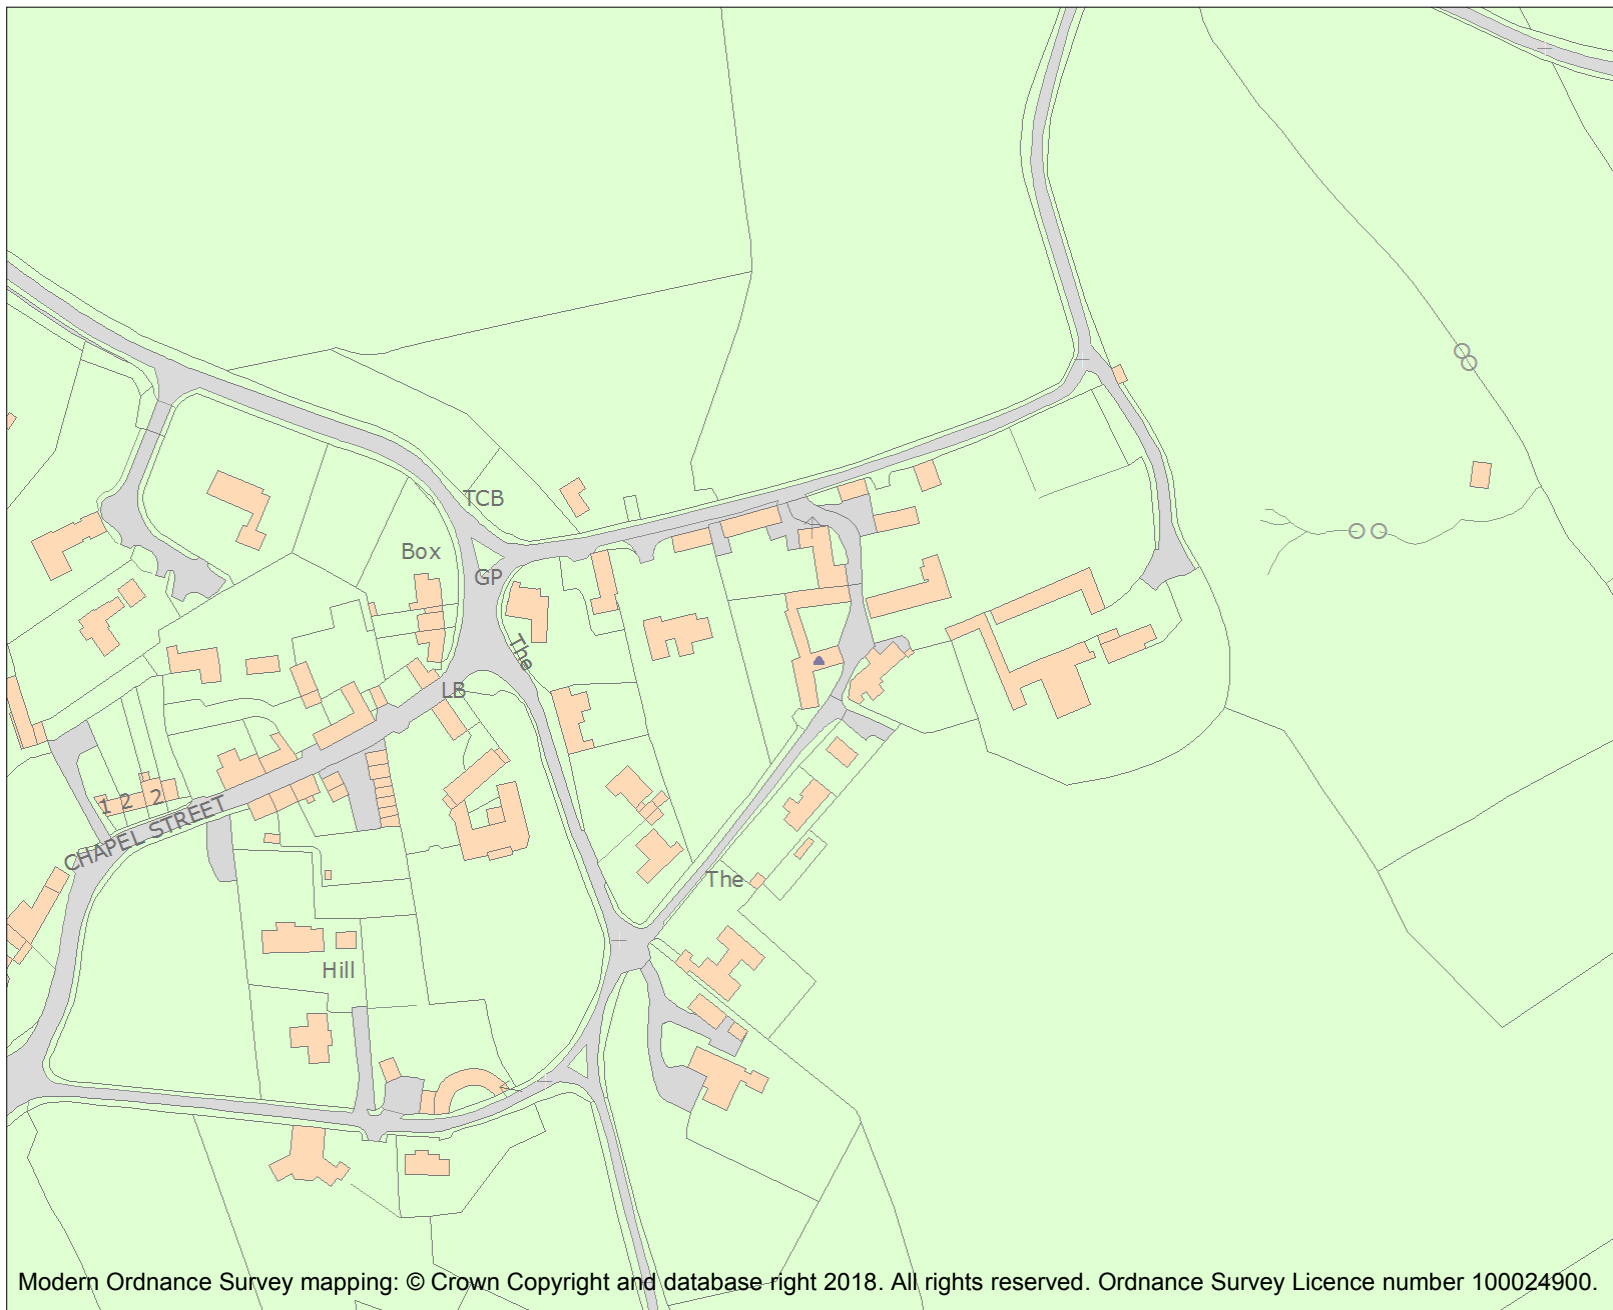 TCB
Box
GP
The
LB
1 2 2
CHAPEL STREET
The
Hill
Modern Ordnance Survey mapping: © Crown Copyright and database right 2018. All rights reserved. Ordnance Survey Licence number 100024900.